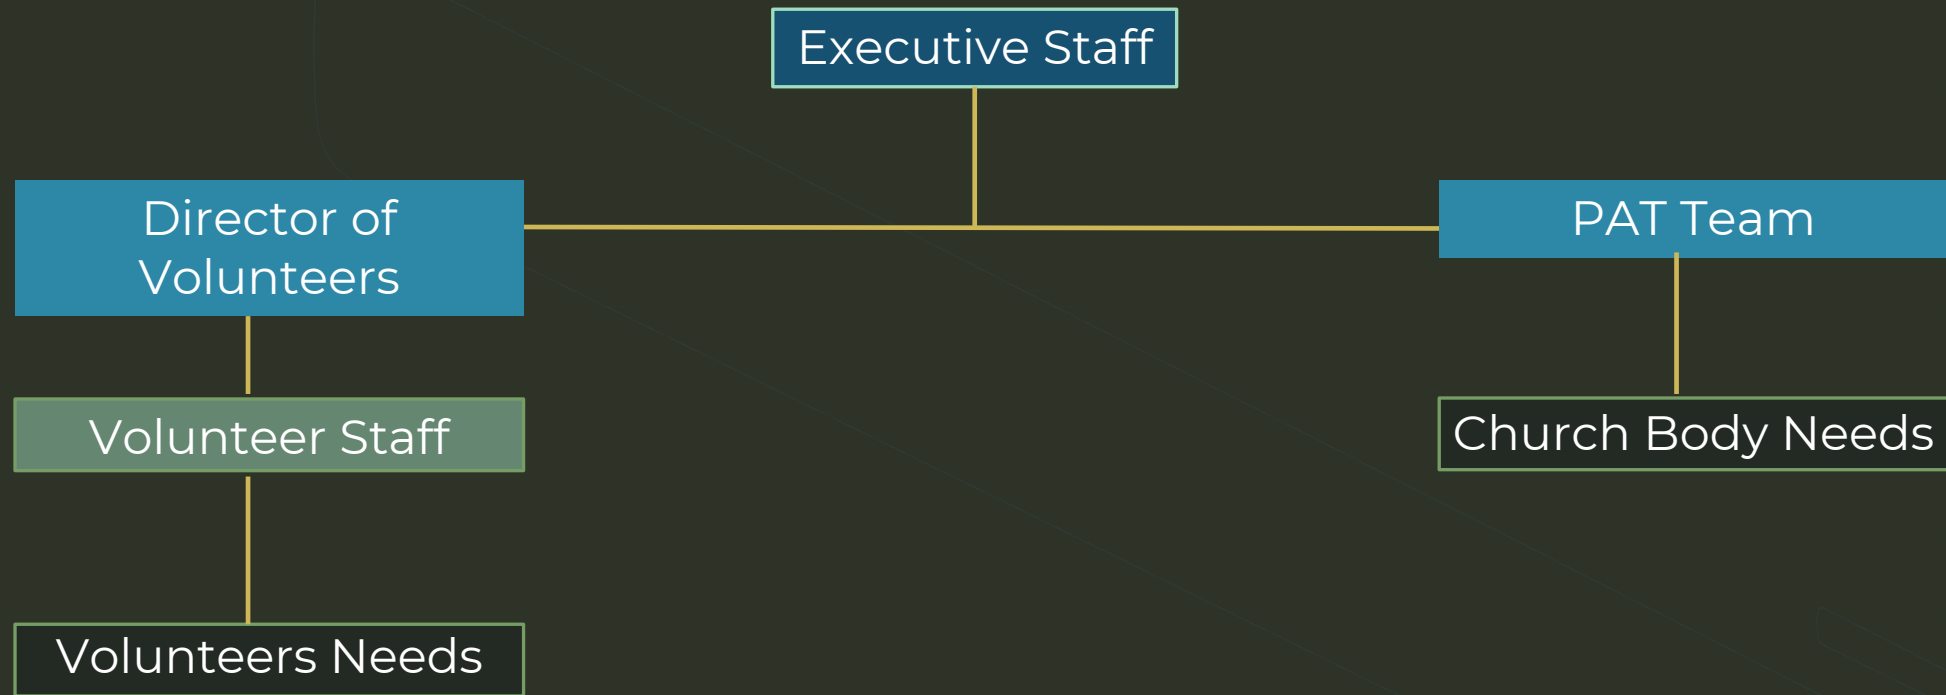 Executive Staff
Director of
Volunteers
PAT Team
Volunteer Staff
Church Body Needs
Volunteers Needs